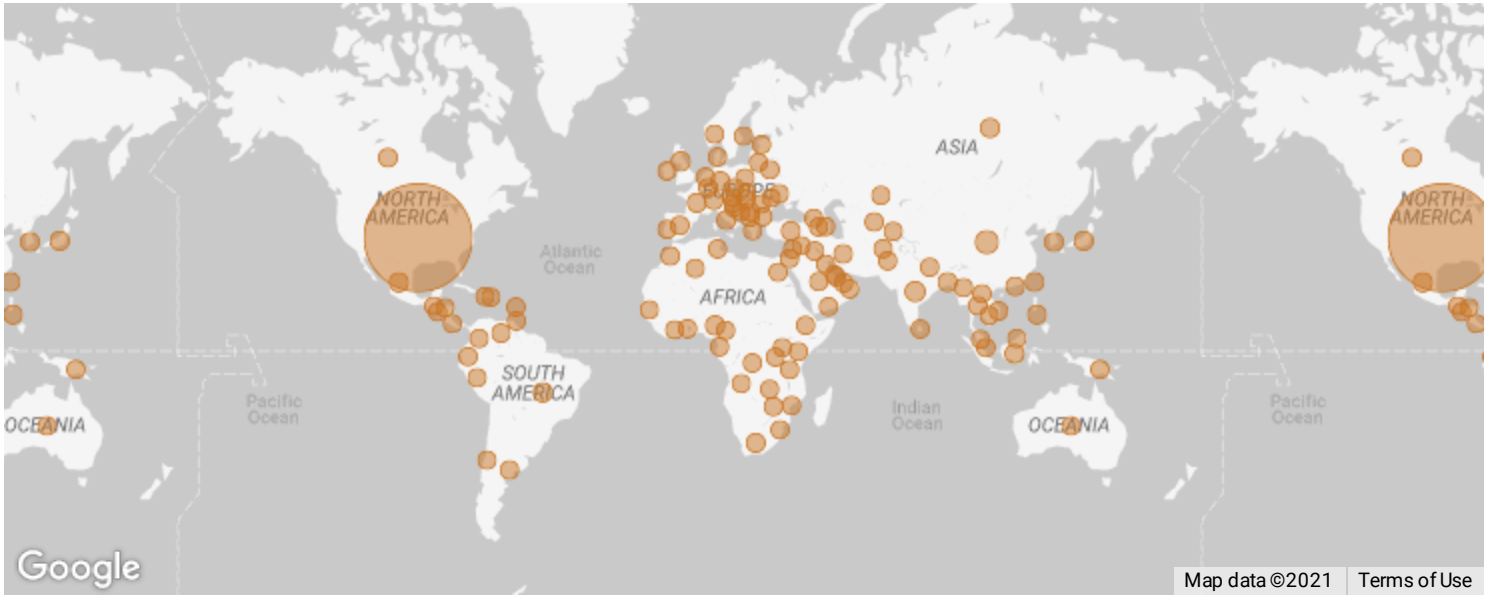 ASIA
NORTH
AMERICA
EUROPE
NORTH
AMERICA
Atlantic
Ocean
AFRICA
SOUTH
AMERICA
Pacific
Ocean
Indian
Ocean
Pacific
Ocean
OCEANIA
OCEANIA
Google
Map data ©2021
Terms of Use